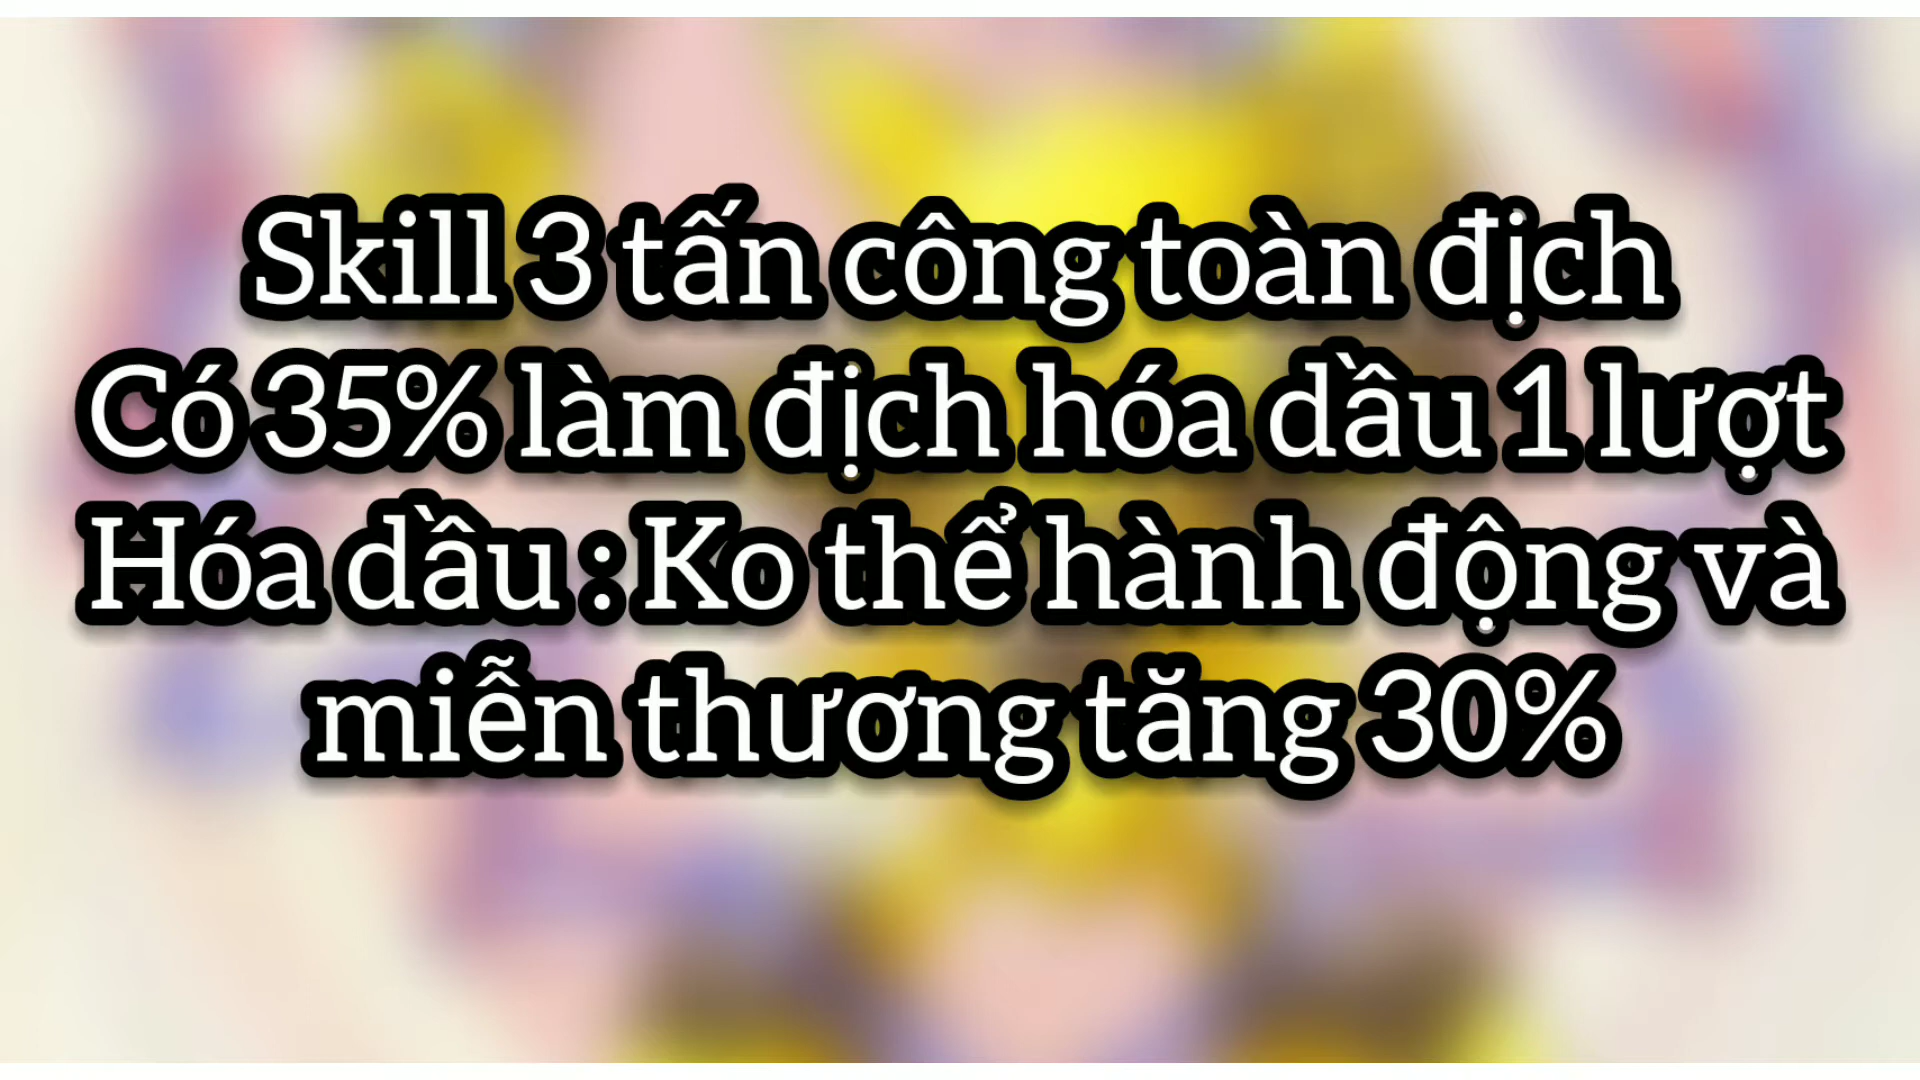 Skill 3 tấn công toàn địch
Có 35% làm địch hóa dầu 1 lượt
Hóa dầu : Ko thể hành động và
miễn thương tăng 30%